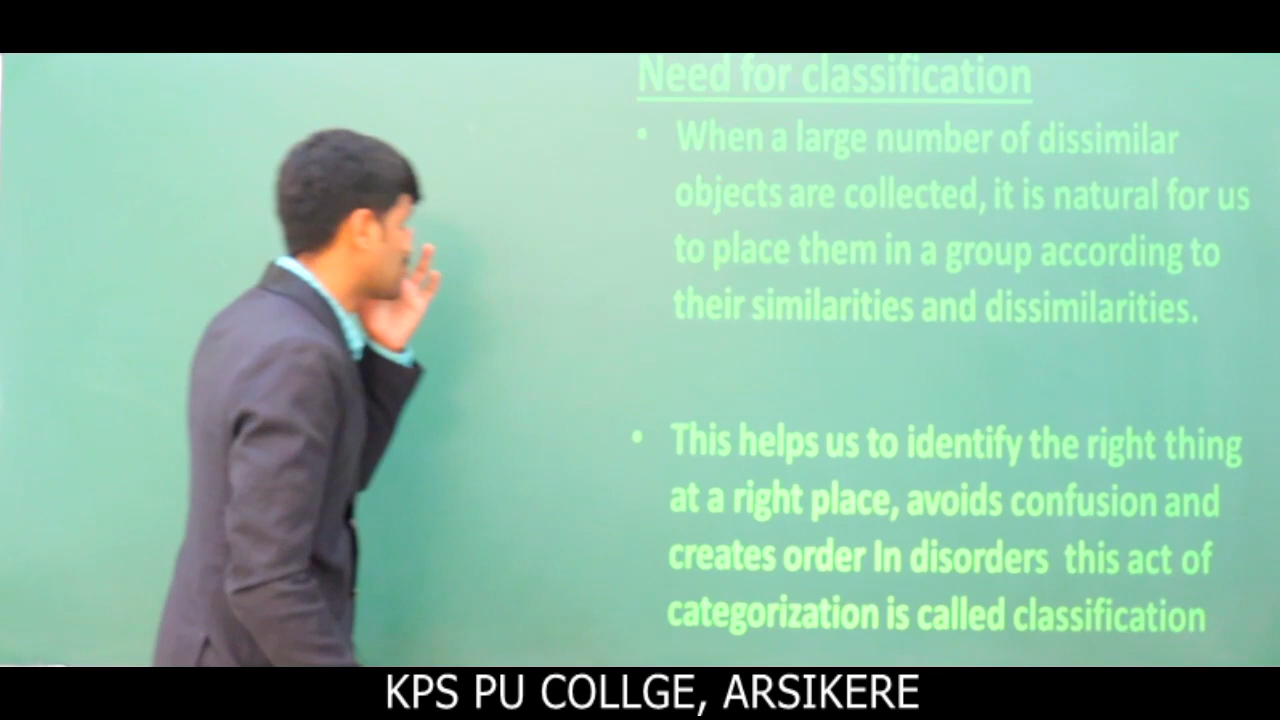 Need for classification
• When a large number of dissimilar
objects are collected, it is natural for us
to place them in a group according to
their similarities and dissimilarities.
• This helps us to identify the right thing
at a right place, avoids confusion and
creates order In disorders this act of
categorization is called classification
KPS PU COLLGE, ARSIKERE